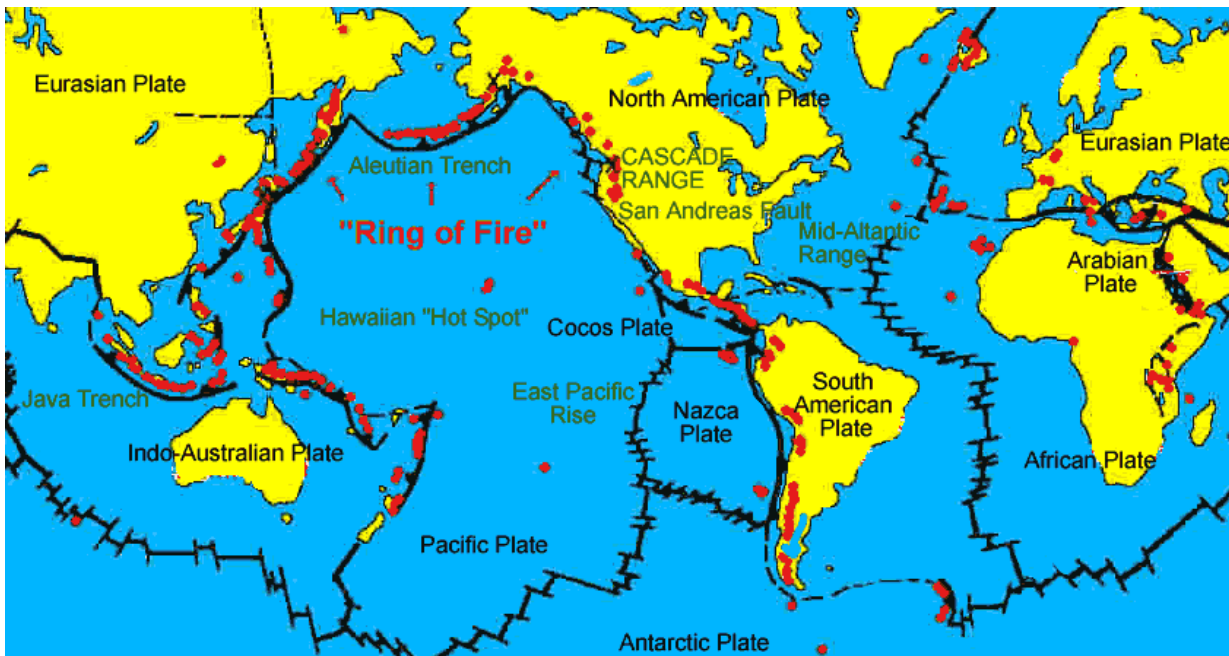 Eurasian Plate
North American Plate
Eurasian Plate
Aleutian Trench
CASCADE
RANGE
San Andreas Fault
"Ring of Fire"
Mid-Altantic
Range
Arabian
Plate
Hawaiian "Hot Spot"
Cocos Plate
Java Trench
East Pacific
Rise
Nazca
Plate
South
American
Plate
Indo-Australian Plate
African Plate
Pacific Plate
Antarctic Plate